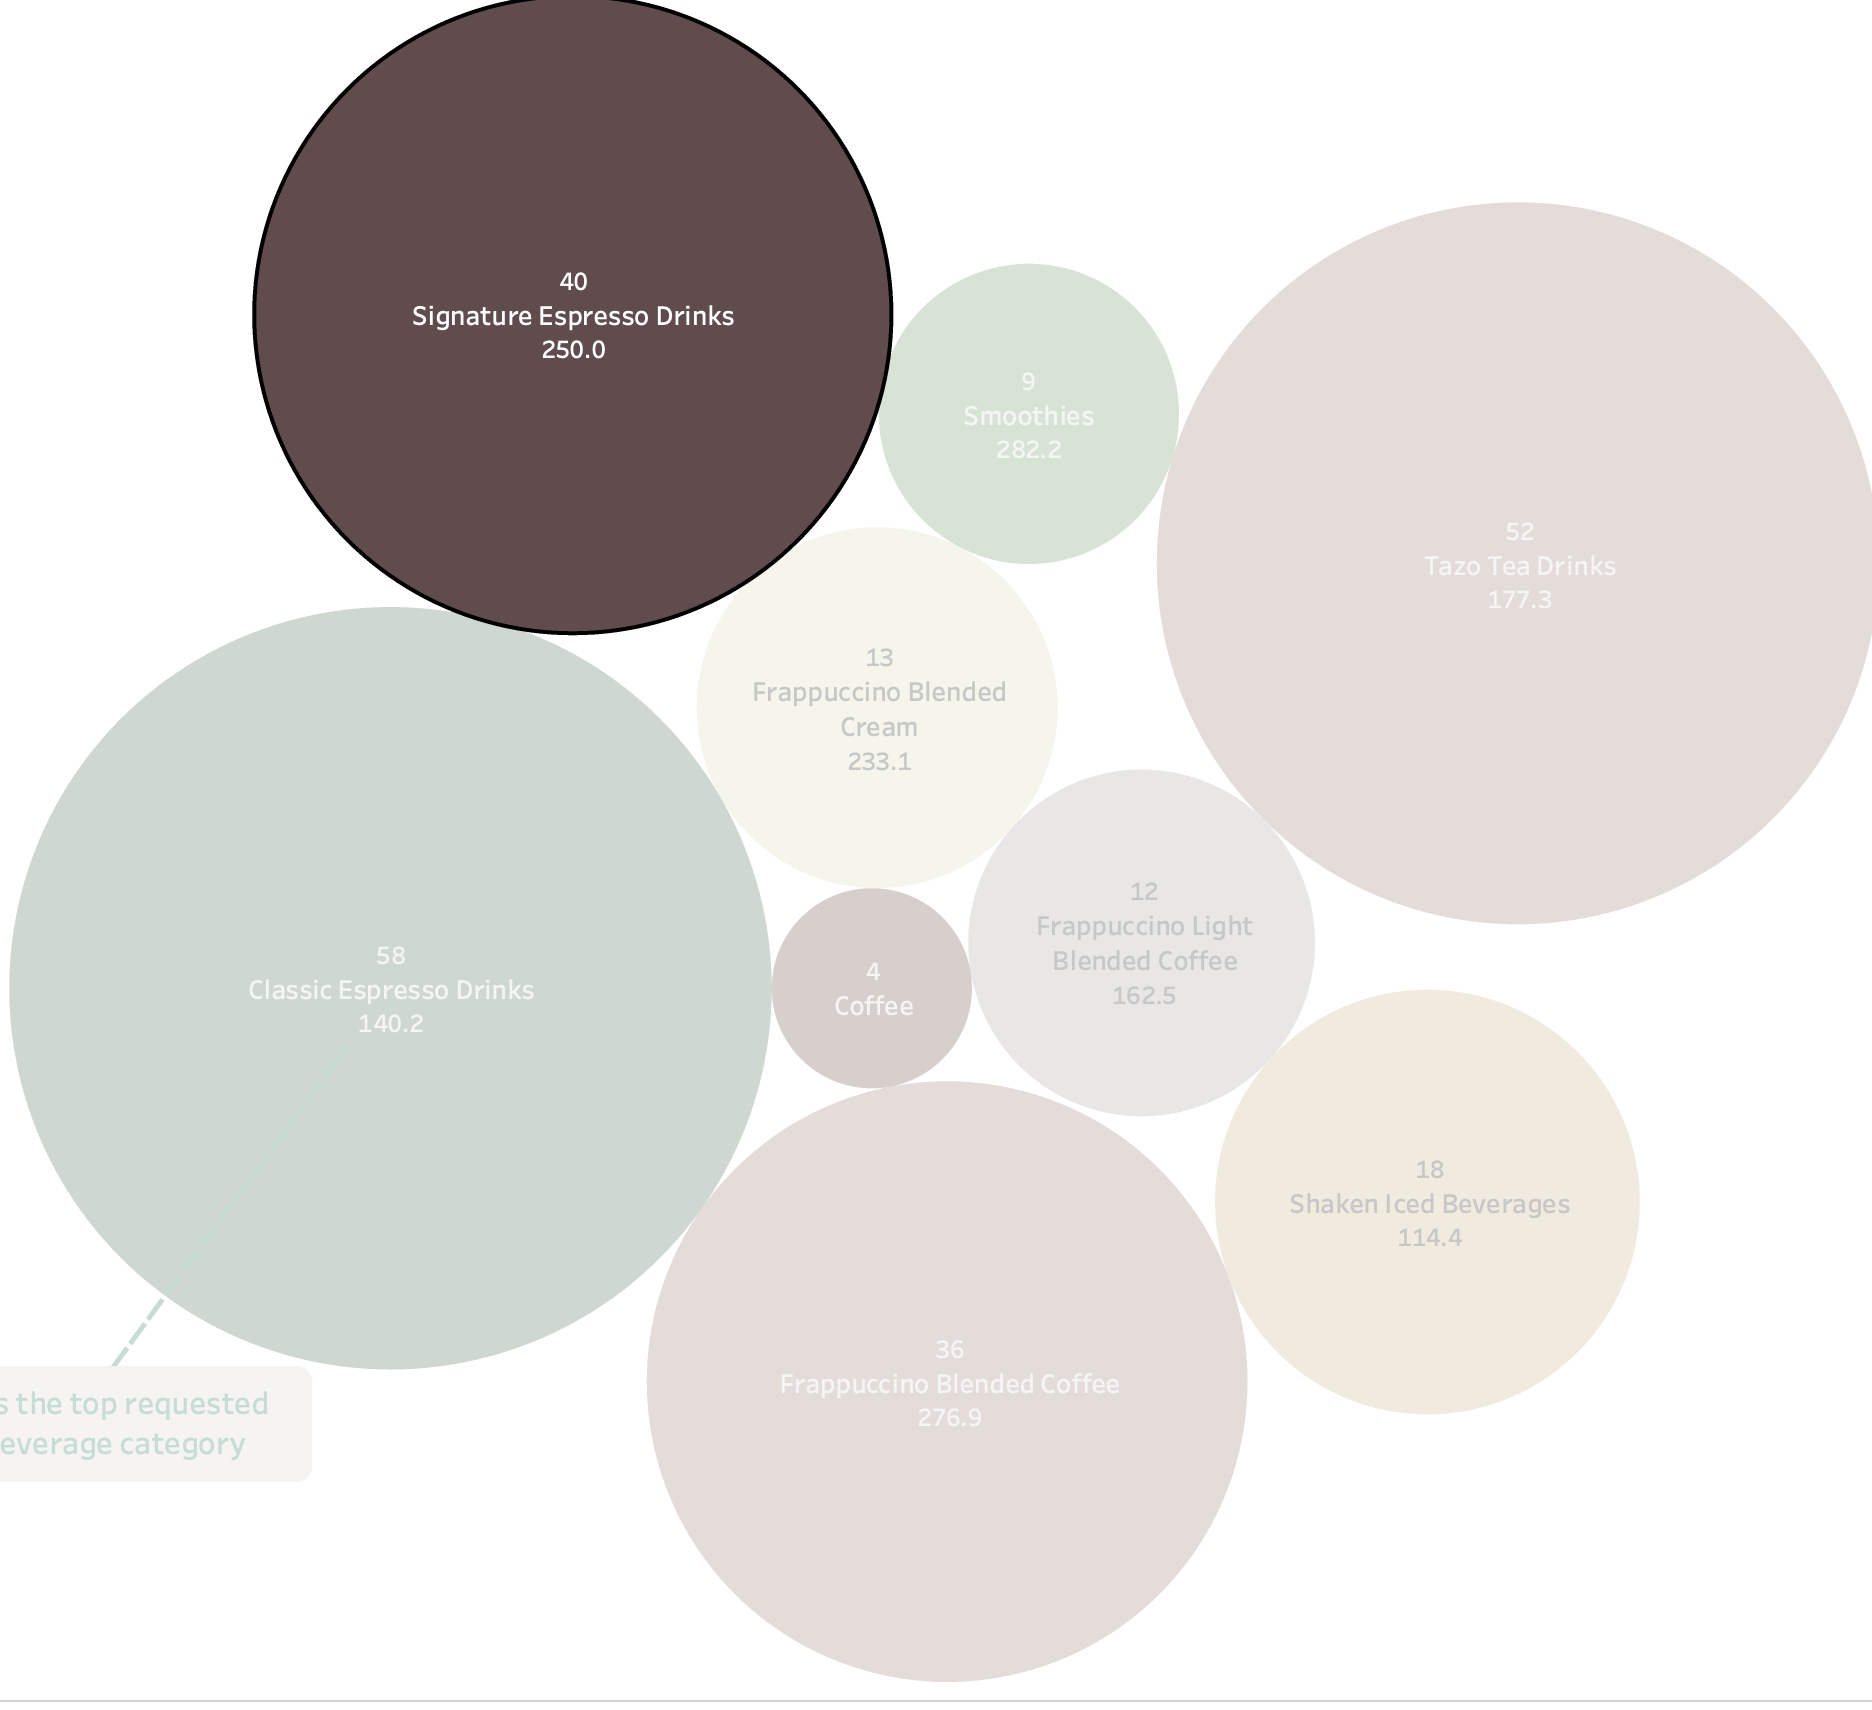 40
Signature Espresso Drinks
250.0
9
Smoothies
282.2
52
Tazo Tea Drinks
177.3
13
Frappuccino Blended
Cream
233.1
12
Frappuccino Light
Blended Coffee
162.5
58
Classic Espresso Drinks
140.2
4
Coffee
18
Shaken Iced Beverages
114.4
36
Frappuccino Blended Coffee
276.9
s the top requested
everage category